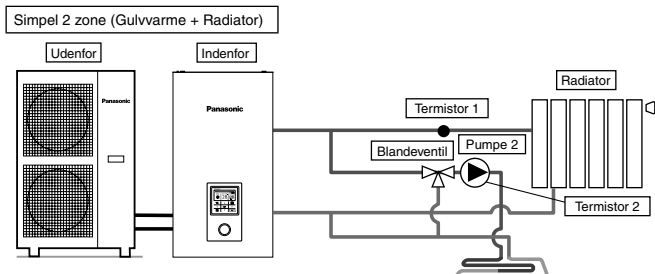 Simpel 2 zone (Gulvvarme + Radiator)
Udenfor
Indenfor
Radiator
Panasonic
Panasonic
Termistor 1
Blandeventil
Pumpe 2
Termistor 2